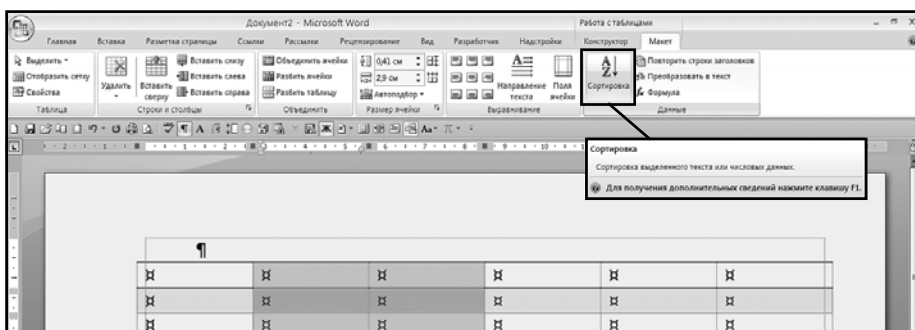 Документ2 - Microsoft Word
Работа с таблицами
Главная Вставка Разметка страницы Ссылки Рассылки Рецензирование Вид Разработчик Надстройки Конструктор Макет
Выделить
Отобразить сетку
Свойства
Таблица
Удалить
Вставить сверху
Вставить снизу
Вставить слева
Вставить справа
Строки и столбцы
Объединить ячейки
Разбить ячейки
Разбить таблицу
Объединить
0,41 см
2,9 см
Автоподбор
Размер ячейки
Направление текста
Поля ячейки
Выравнивание
Сортировка
Повторить строки заголовков
Преобразовать в текст
Формула
Данные
Сортировка
Сортировка выделенного текста или числовых данных.
Для получения дополнительных сведений нажмите клавишу F1.
¶
¤ ¤ ¤ ¤ ¤ ¤
¤ ¤ ¤ ¤ ¤ ¤
¤ ¤ ¤ ¤ ¤ ¤